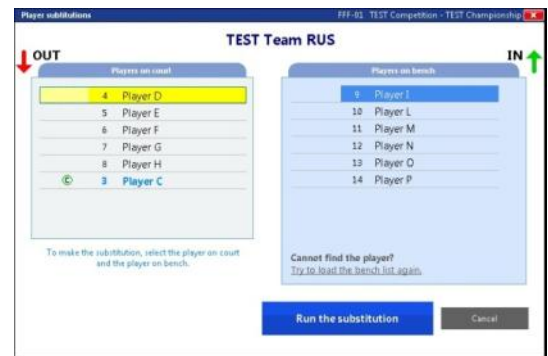 Player sublitutions
FFF-01 TEST Competition - TEST Championship
TEST Team RUS
OUT
IN
Players on court
Players on bench
4 Player D
5 Player E
6 Player F
7 Player G
8 Player H
© 3 Player C
9 Player I
10 Player L
11 Player M
12 Player N
13 Player O
14 Player P
To make the substitution, select the player on court
and the player on bench.
Cannot find the player?
Try to load the bench list again.
Run the substitution
Cancel